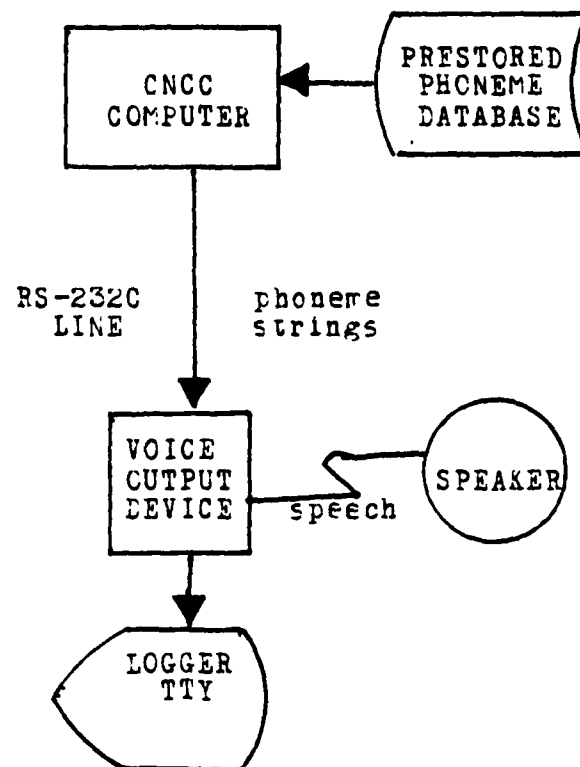 CNCC
COMPUTER
PRESTORED
PHONEME
DATABASE
RS-232C
LINE
phoneme
strings
VOICE
OUTPUT
DEVICE
speech
SPEAKER
LOGGER
TTY